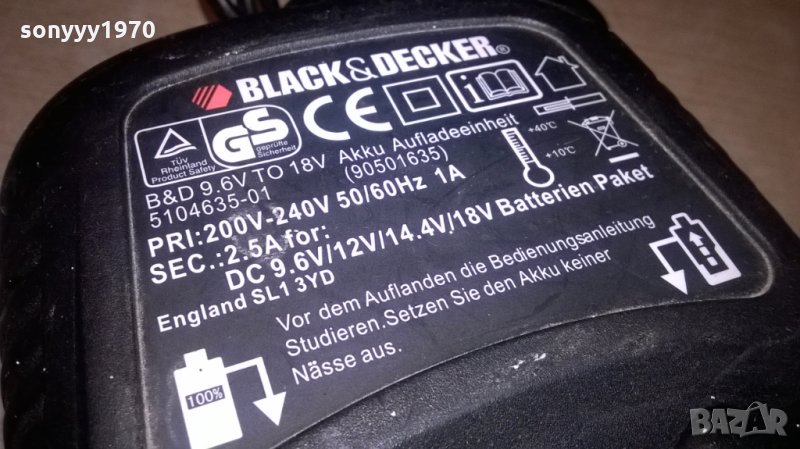 sonyyy1970
BLACK&DECKER®
TÜV
Rheinland
Product Safety
GS
geprüfte
Sicherheit
CE
i
+40°C
+10°C
B&D 9.6V TO 18V Akku Aufladeeinheit
5104635-01 (90501635)
PRI:200V-240V 50/60Hz 1A
SEC.:2.5A for:
DC 9.6V/12V/14.4V/18V Batterien Paket
England SL1 3YD
Vor dem Auflanden die Bedienungsanleitung
Studieren.Setzen Sie den Akku keiner
Nässe aus.
100%
BAZAR